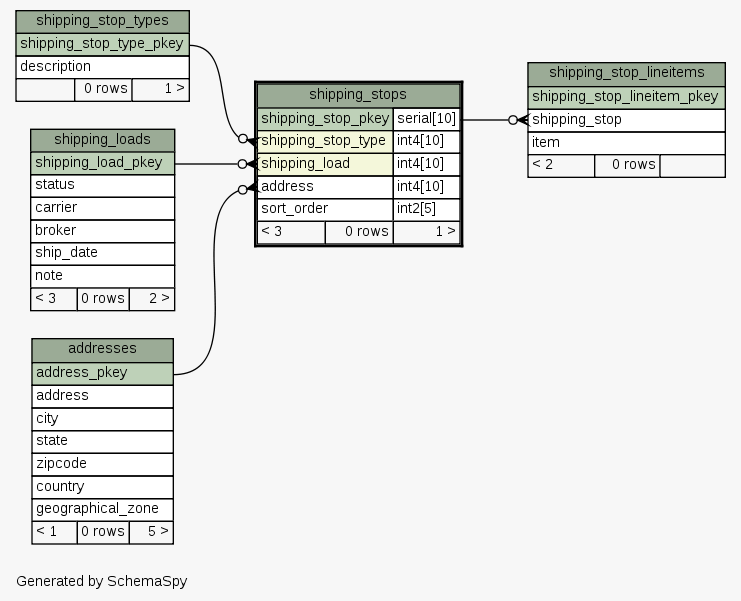 shipping_stop_types
shipping_stop_type_pkey
description
0 rows 1 >
shipping_loads
shipping_load_pkey
status
carrier
broker
ship_date
note
< 3 0 rows 2 >
addresses
address_pkey
address
city
state
zipcode
country
geographical_zone
< 1 0 rows 5 >
shipping_stops
shipping_stop_pkey serial[10]
shipping_stop_type int4[10]
shipping_load int4[10]
address int4[10]
sort_order int2[5]
< 3 0 rows 1 >
shipping_stop_lineitems
shipping_stop_lineitem_pkey
shipping_stop
item
< 2 0 rows
Generated by SchemaSpy